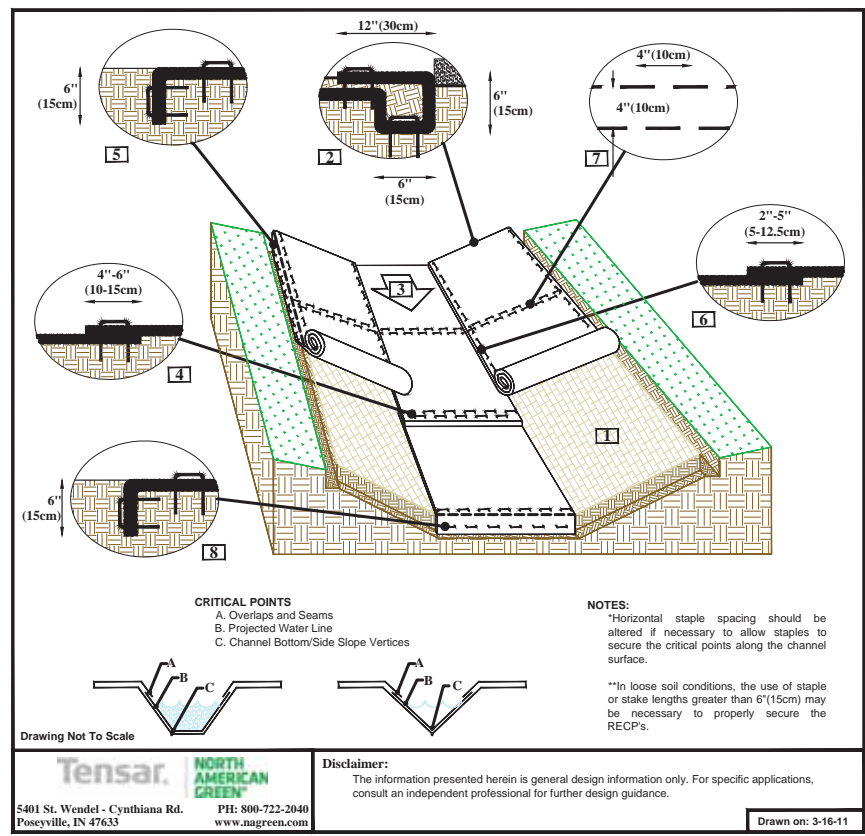 12"(30cm)
6"
(15cm)
5
2
6"
(15cm)
6"
(15cm)
4"(10cm)
4"(10cm)
7
2"-5"
(5-12.5cm)
6
4"-6"
(10-15cm)
4
3
1
6"
(15cm)
8
CRITICAL POINTS
A. Overlaps and Seams
B. Projected Water Line
C. Channel Bottom/Side Slope Vertices
A
B
C
A
B
C
Drawing Not To Scale
NOTES:
*Horizontal staple spacing should be
altered if necessary to allow staples to
secure the critical points along the channel
surface.
**In loose soil conditions, the use of staple
or stake lengths greater than 6"(15cm) may
be necessary to properly secure the
RECP's.
Tensar.
NORTH
AMERICAN
GREEN®
5401 St. Wendel - Cynthiana Rd.
Poseyville, IN 47633
PH: 800-722-2040
www.nagreen.com
Disclaimer:
The information presented herein is general design information only. For specific applications,
consult an independent professional for further design guidance.
Drawn on: 3-16-11